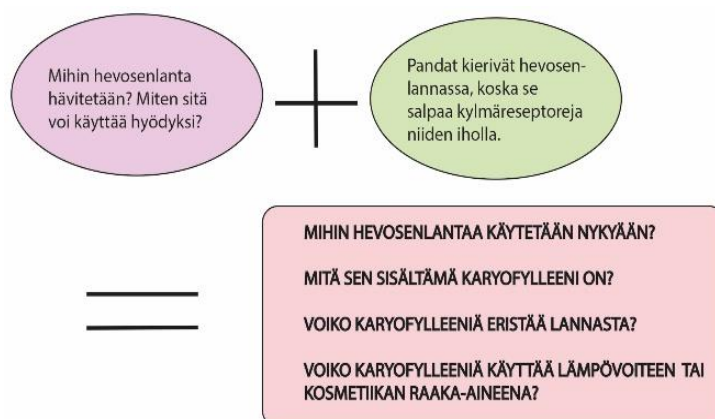 Mihin hevosenlanta
hävitetään? Miten sitä
voi käyttää hyödyksi?
Pandat kierivät hevosen-
lannassa, koska se
salpaa kylmäreseptoreja
niiden iholla.
MIHIN HEVOSENLANTAA KÄYTETÄÄN NYKYÄÄN?
MITÄ SEN SISÄLTÄMÄ KARYOFYLLEENI ON?
VOIKO KARYOFYLLEENIÄ ERISTÄÄ LANNASTA?
VOIKO KARYOFYLLEENIÄ KÄYTTÄÄ LÄMPÖVOITEEN TAI
KOSMETIIKAN RAAKA-AINEENA?